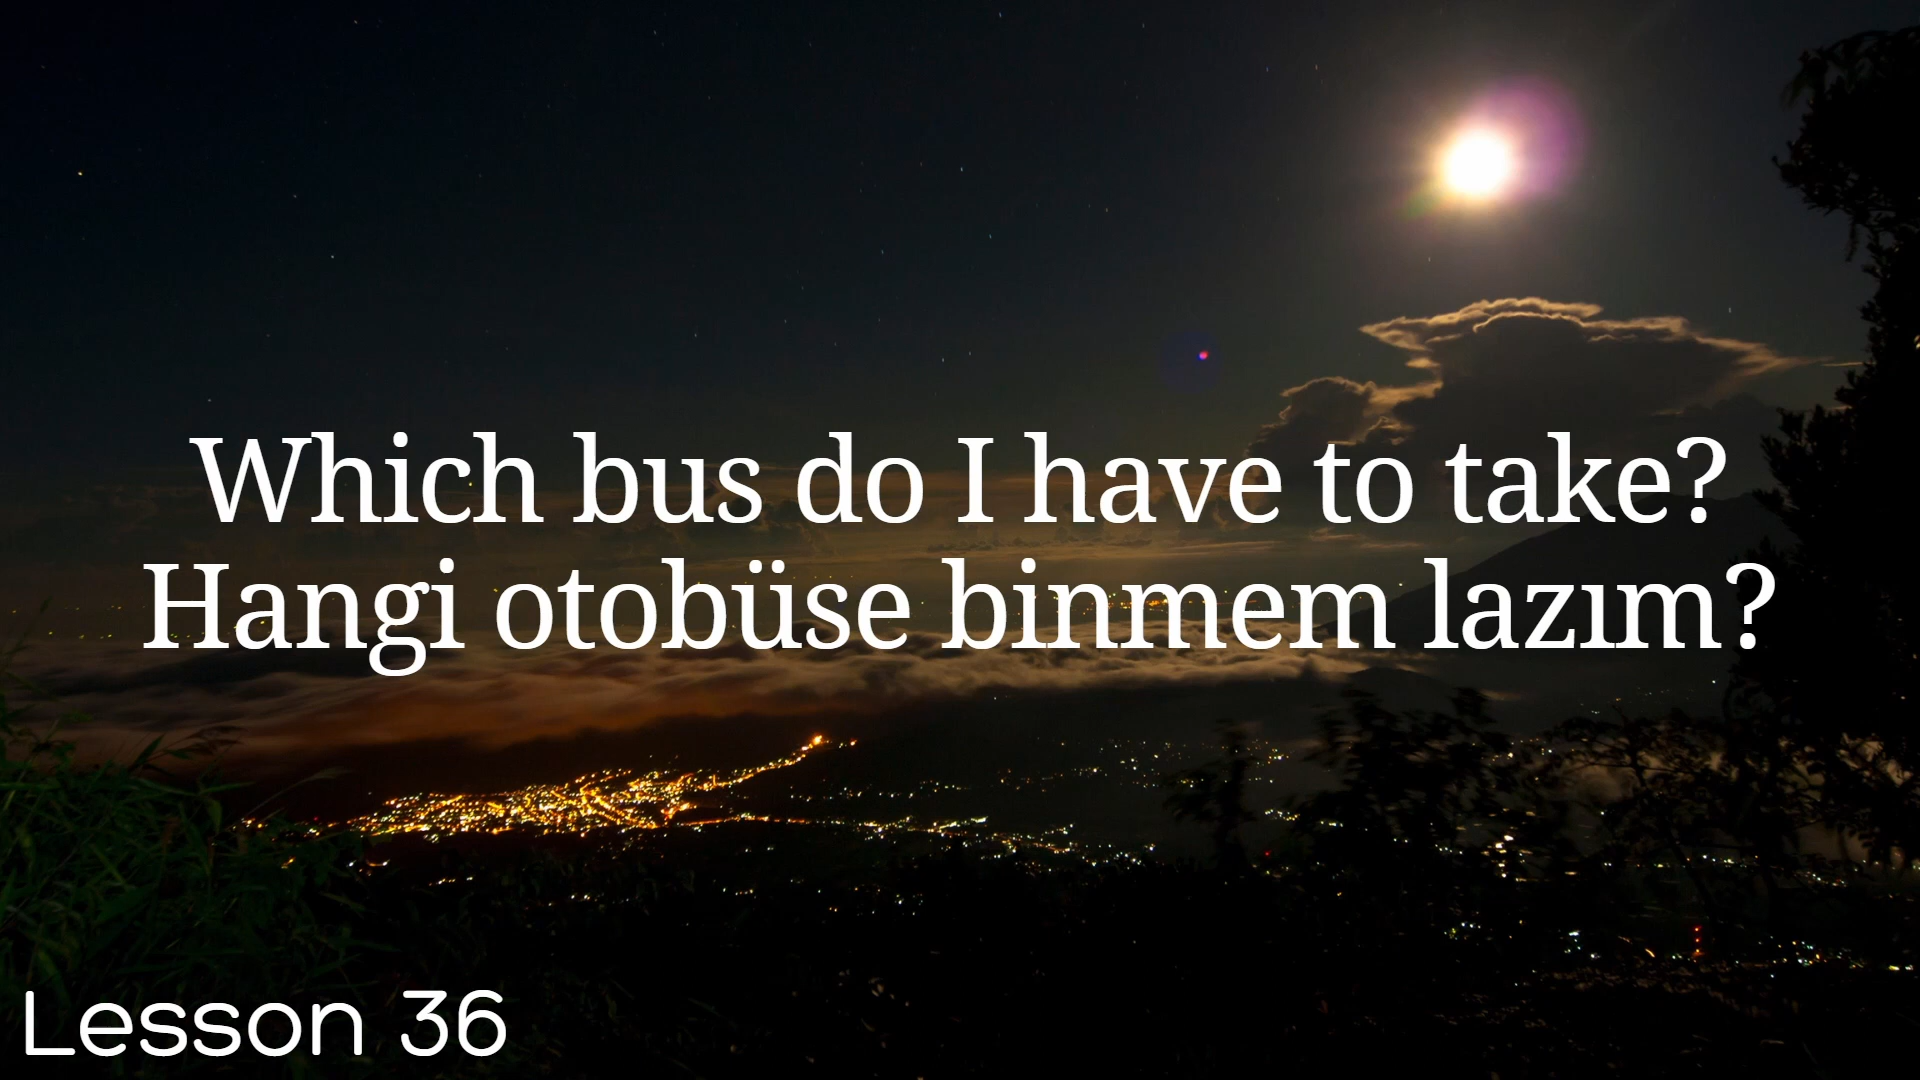 Which bus do I have to take?
Hangi otobüse binmem lazım?
Lesson 36